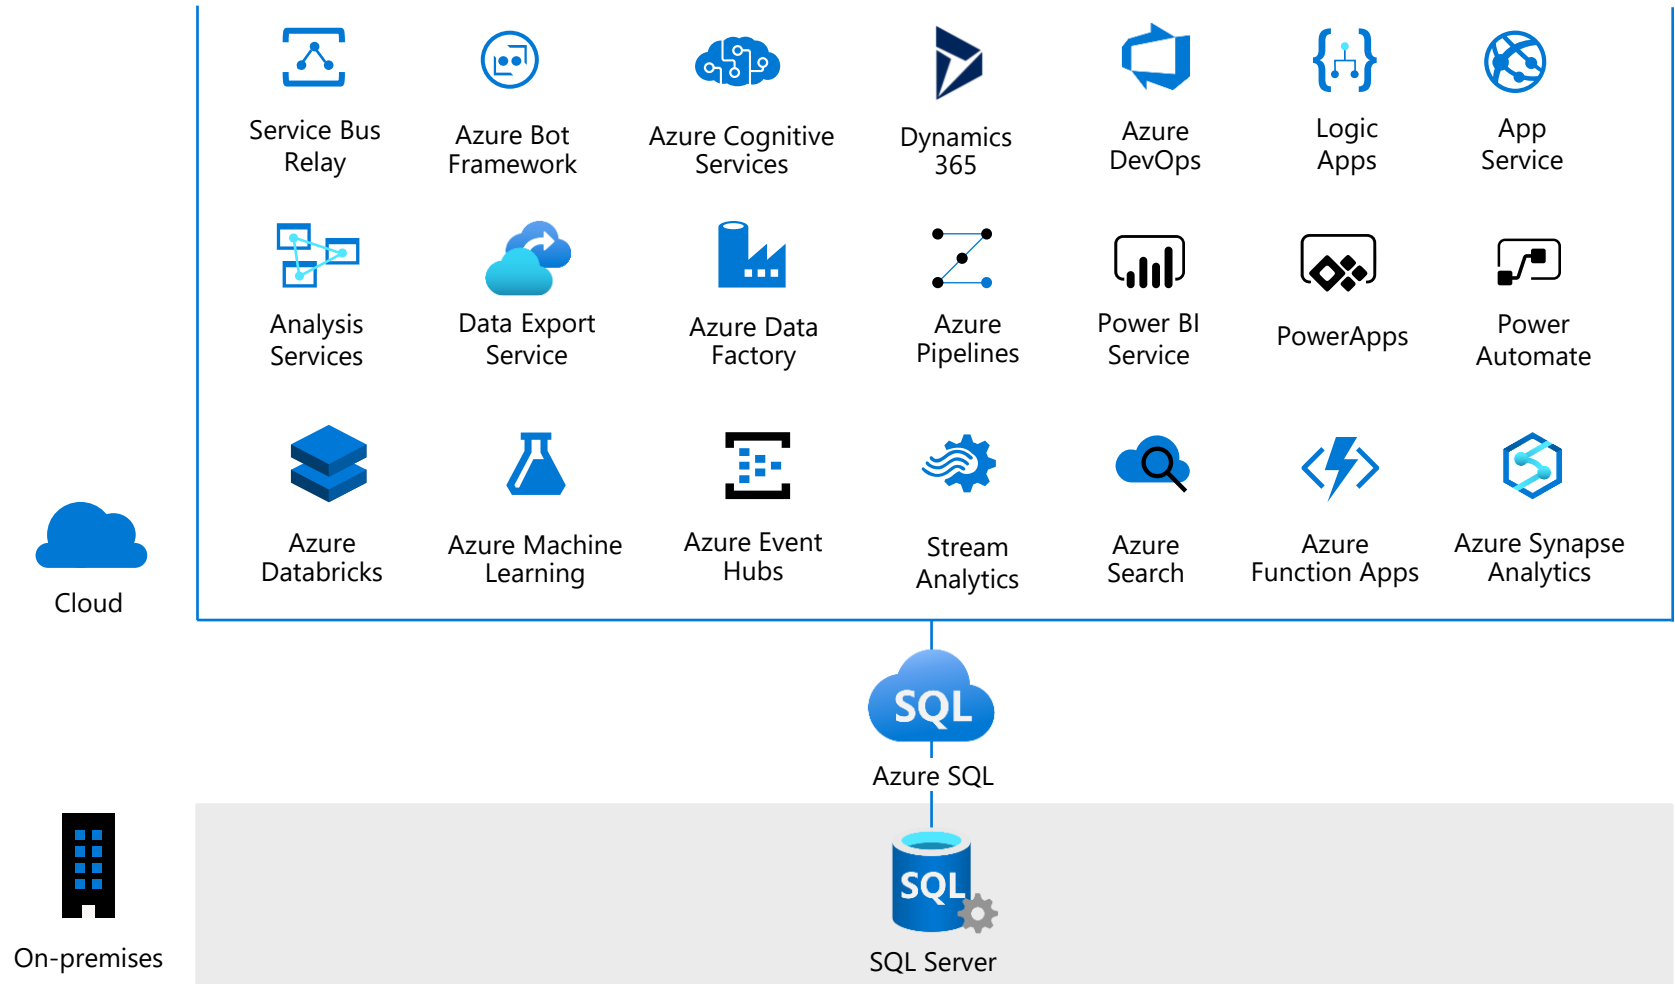 Service Bus
Relay
Azure Bot
Framework
Azure Cognitive
Services
Dynamics
365
Azure
DevOps
Logic
Apps
App
Service
Analysis
Services
Data Export
Service
Azure Data
Factory
Azure
Pipelines
Power BI
Service
PowerApps
Power
Automate
Azure
Databricks
Azure Machine
Learning
Azure Event
Hubs
Stream
Analytics
Azure
Search
Azure
Function Apps
Azure Synapse
Analytics
Cloud
SQL
Azure SQL
SQL
SQL Server
On-premises